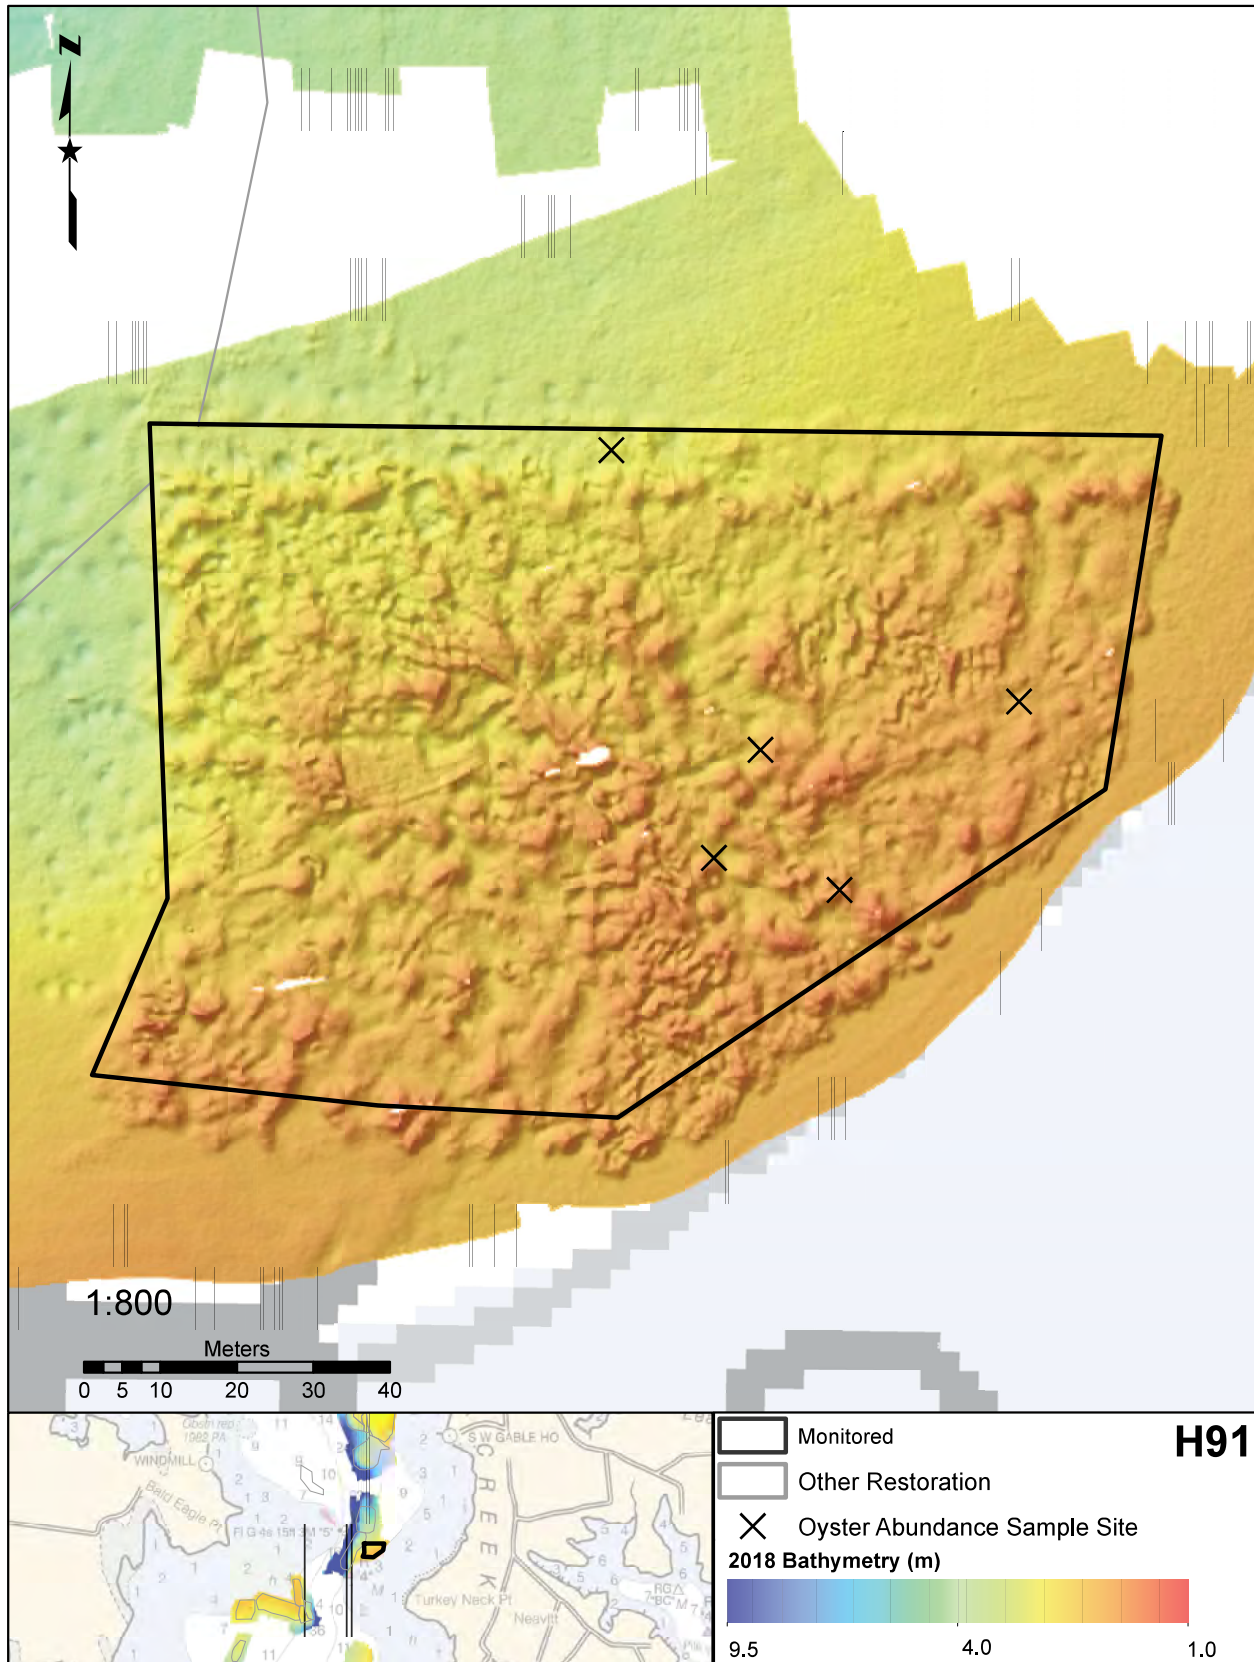 N
1:800
Meters
0 5 10 20 30 40
Monitored
H91
Other Restoration
Oyster Abundance Sample Site
2018 Bathymetry (m)
9.5 4.0 1.0
WINDMILL
Bald Eagle Pt
S W GABLE HO
CREEK
Turkey Neck Pt
Neavitt